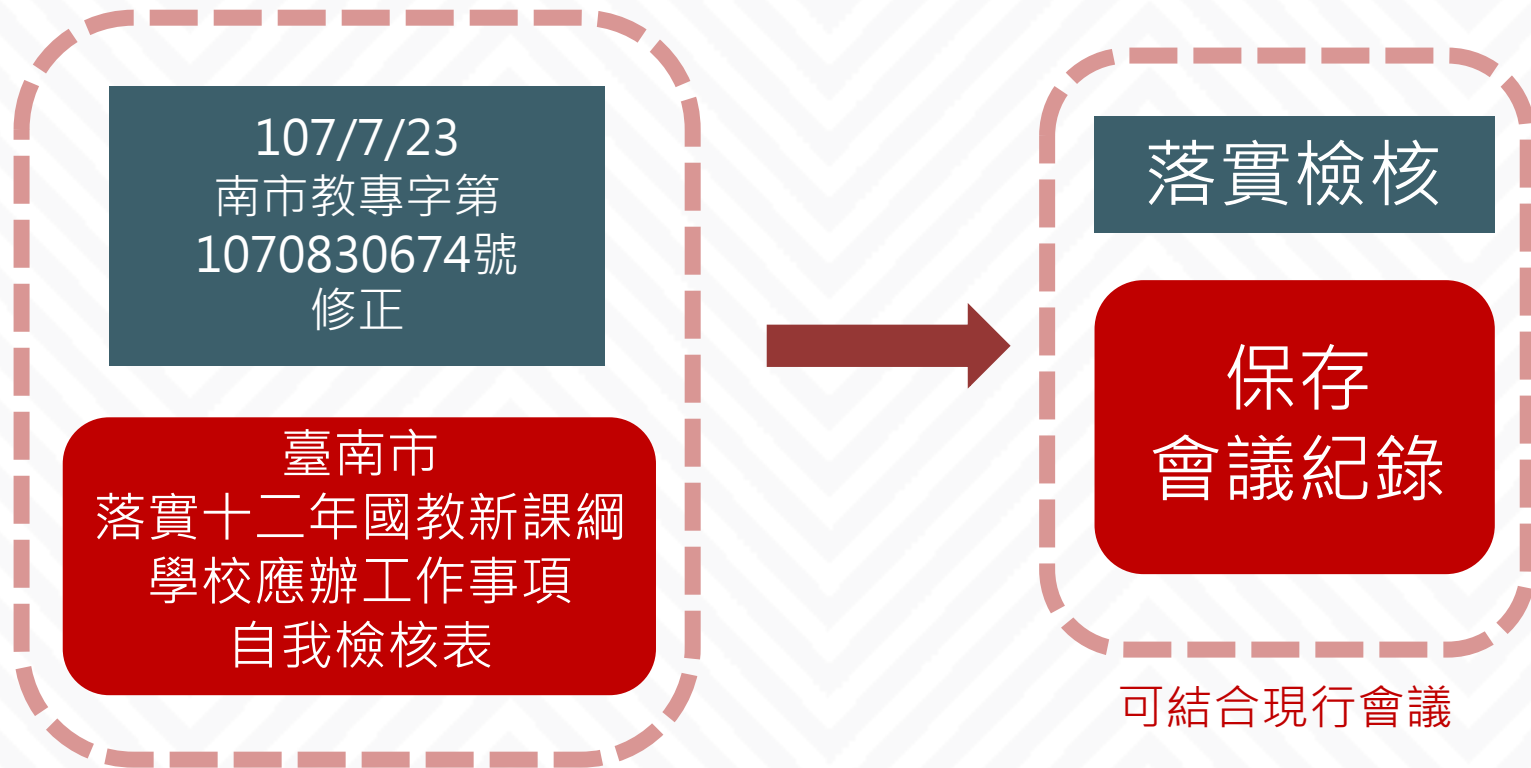 107/7/23
南市教專字第
1070830674號
修正
臺南市
落實十二年國教新課綱
學校應辦工作事項
自我檢核表
落實檢核
保存
會議紀錄
可結合現行會議